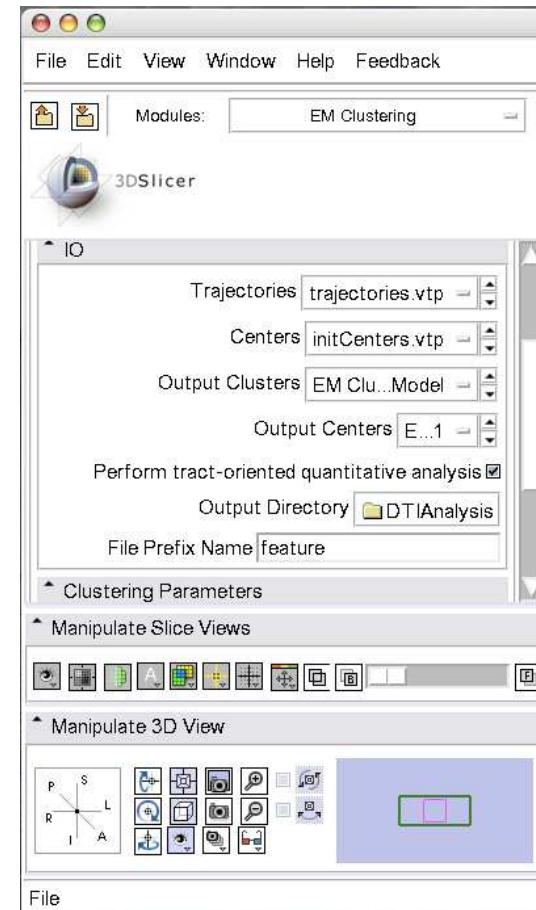 File Edit View Window Help Feedback
Modules: EM Clustering
3DSlicer
IO
Trajectories trajectories.vtp
Centers initCenters.vtp
Output Clusters EM Clu...Model
Output Centers E...1
Perform tract-oriented quantitative analysis
Output Directory DTIAnalysis
File Prefix Name feature
Clustering Parameters
Manipulate Slice Views
A B F
Manipulate 3D View
P S
R L
I A
File